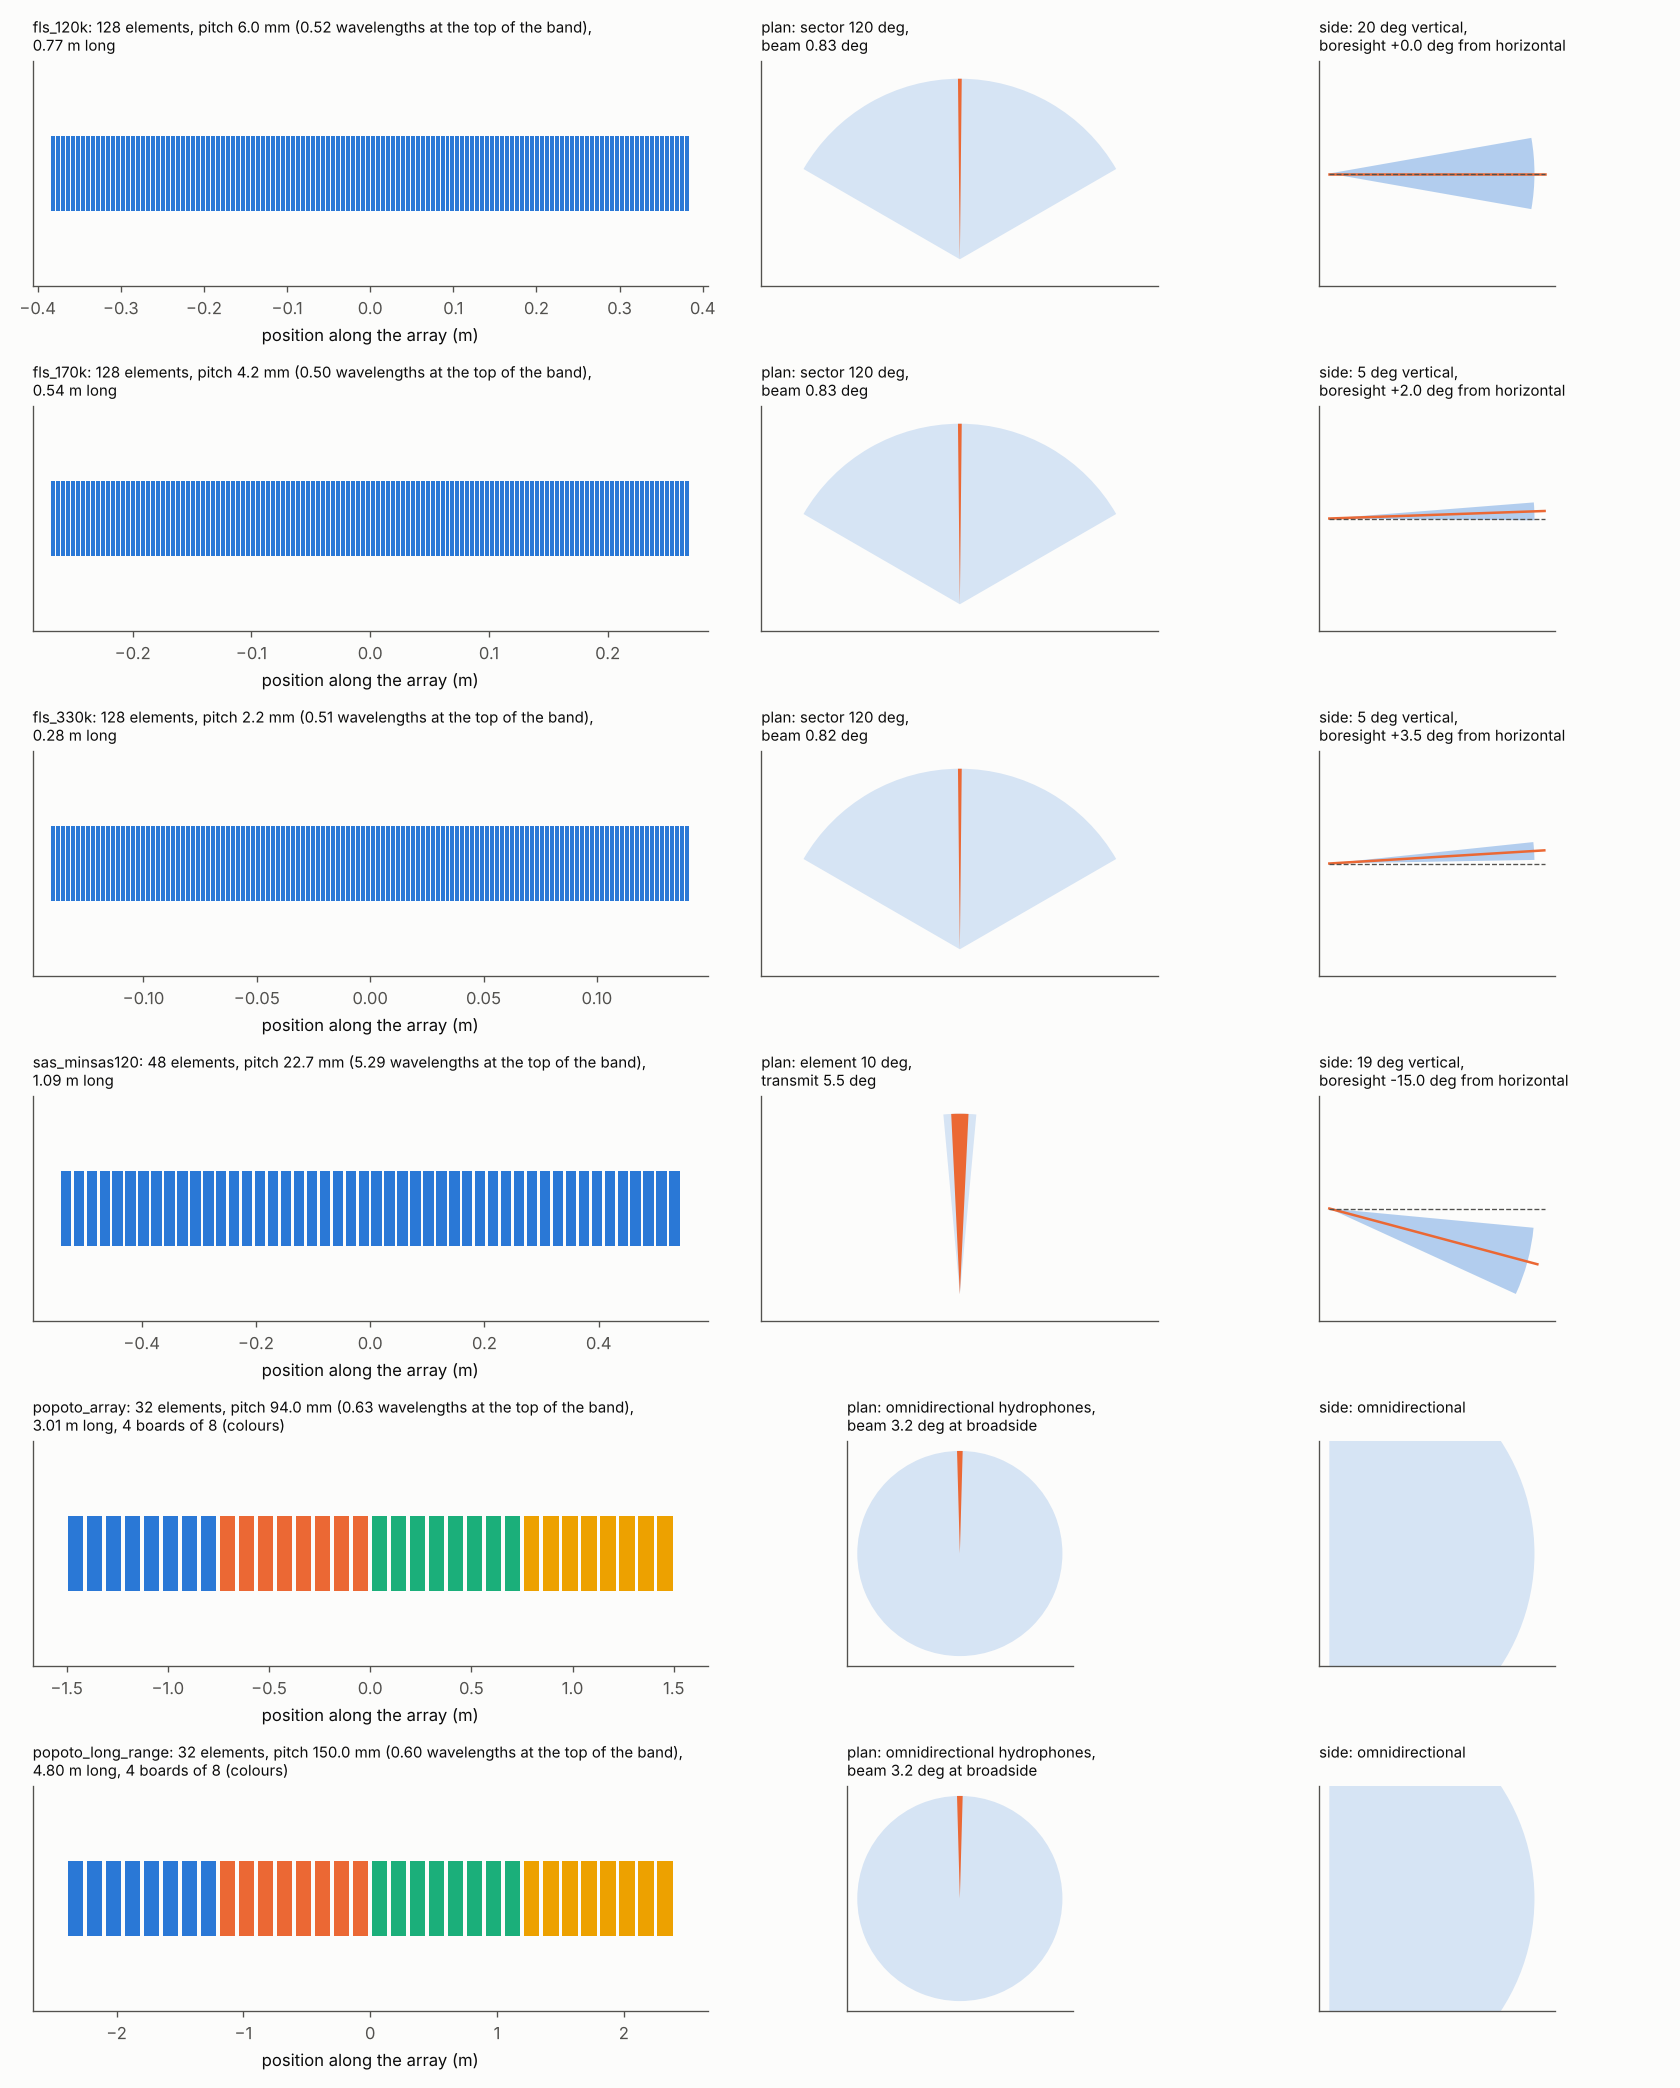 fls_120k: 128 elements, pitch 6.0 mm (0.52 wavelengths at the top of the band),
0.77 m long
plan: sector 120 deg,
beam 0.83 deg
side: 20 deg vertical,
boresight +0.0 deg from horizontal
−0.4 −0.3 −0.2 −0.1 0.0 0.1 0.2 0.3 0.4
position along the array (m)
fls_170k: 128 elements, pitch 4.2 mm (0.50 wavelengths at the top of the band),
0.54 m long
plan: sector 120 deg,
beam 0.83 deg
side: 5 deg vertical,
boresight +2.0 deg from horizontal
−0.2 −0.1 0.0 0.1 0.2
position along the array (m)
fls_330k: 128 elements, pitch 2.2 mm (0.51 wavelengths at the top of the band),
0.28 m long
plan: sector 120 deg,
beam 0.82 deg
side: 5 deg vertical,
boresight +3.5 deg from horizontal
−0.10 −0.05 0.00 0.05 0.10
position along the array (m)
sas_minsas120: 48 elements, pitch 22.7 mm (5.29 wavelengths at the top of the band),
1.09 m long
plan: element 10 deg,
transmit 5.5 deg
side: 19 deg vertical,
boresight -15.0 deg from horizontal
−0.4 −0.2 0.0 0.2 0.4
position along the array (m)
popoto_array: 32 elements, pitch 94.0 mm (0.63 wavelengths at the top of the band),
3.01 m long, 4 boards of 8 (colours)
plan: omnidirectional hydrophones,
beam 3.2 deg at broadside
side: omnidirectional
−1.5 −1.0 −0.5 0.0 0.5 1.0 1.5
position along the array (m)
popoto_long_range: 32 elements, pitch 150.0 mm (0.60 wavelengths at the top of the band),
4.80 m long, 4 boards of 8 (colours)
plan: omnidirectional hydrophones,
beam 3.2 deg at broadside
side: omnidirectional
−2 −1 0 1 2
position along the array (m)